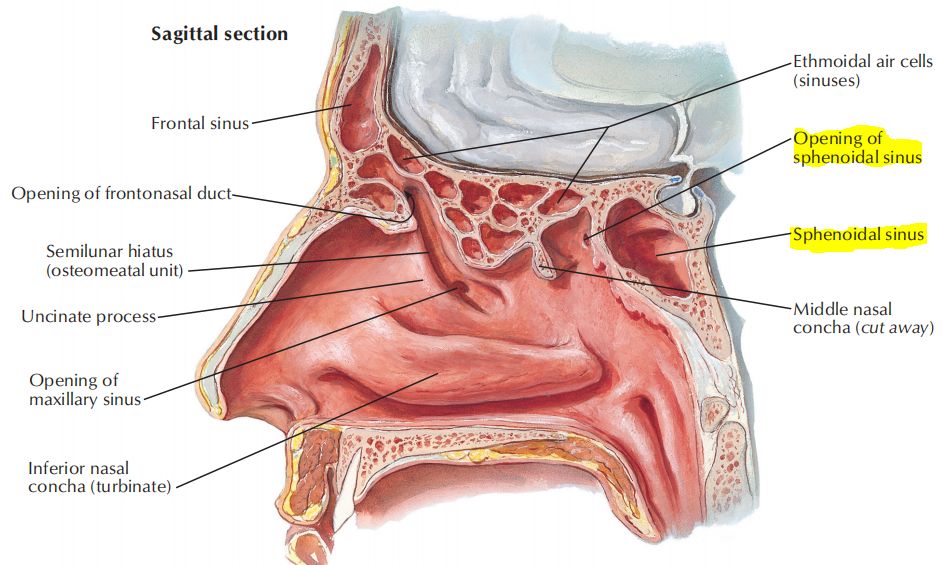 Sagittal section
Frontal sinus
Opening of frontonasal duct
Semilunar hiatus
(osteomeatal unit)
Uncinate process
Opening of
maxillary sinus
Inferior nasal
concha (turbinate)
Ethmoidal air cells
(sinuses)
Opening of
sphenoidal sinus
Sphenoidal sinus
Middle nasal
concha (cut away)